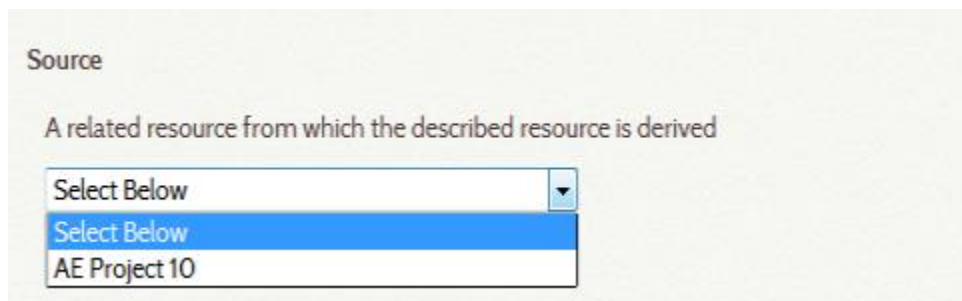 Source
A related resource from which the described resource is derived
Select Below
Select Below
AE Project 10